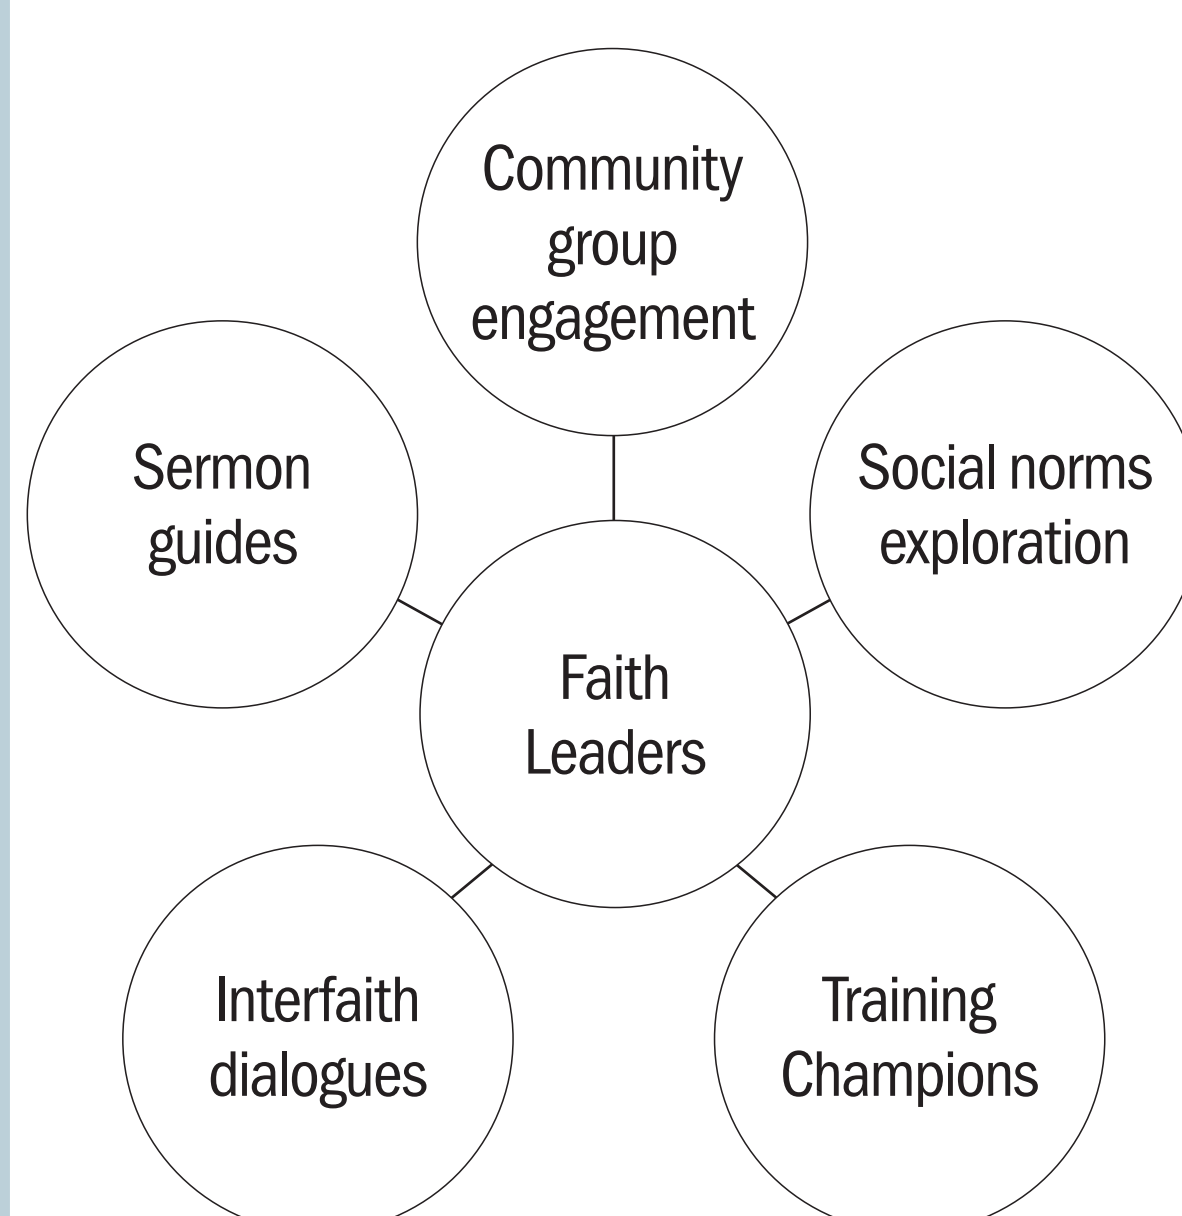 Community
group
engagement
Sermon
guides
Social norms
exploration
Faith
Leaders
Interfaith
dialogues
Training
Champions